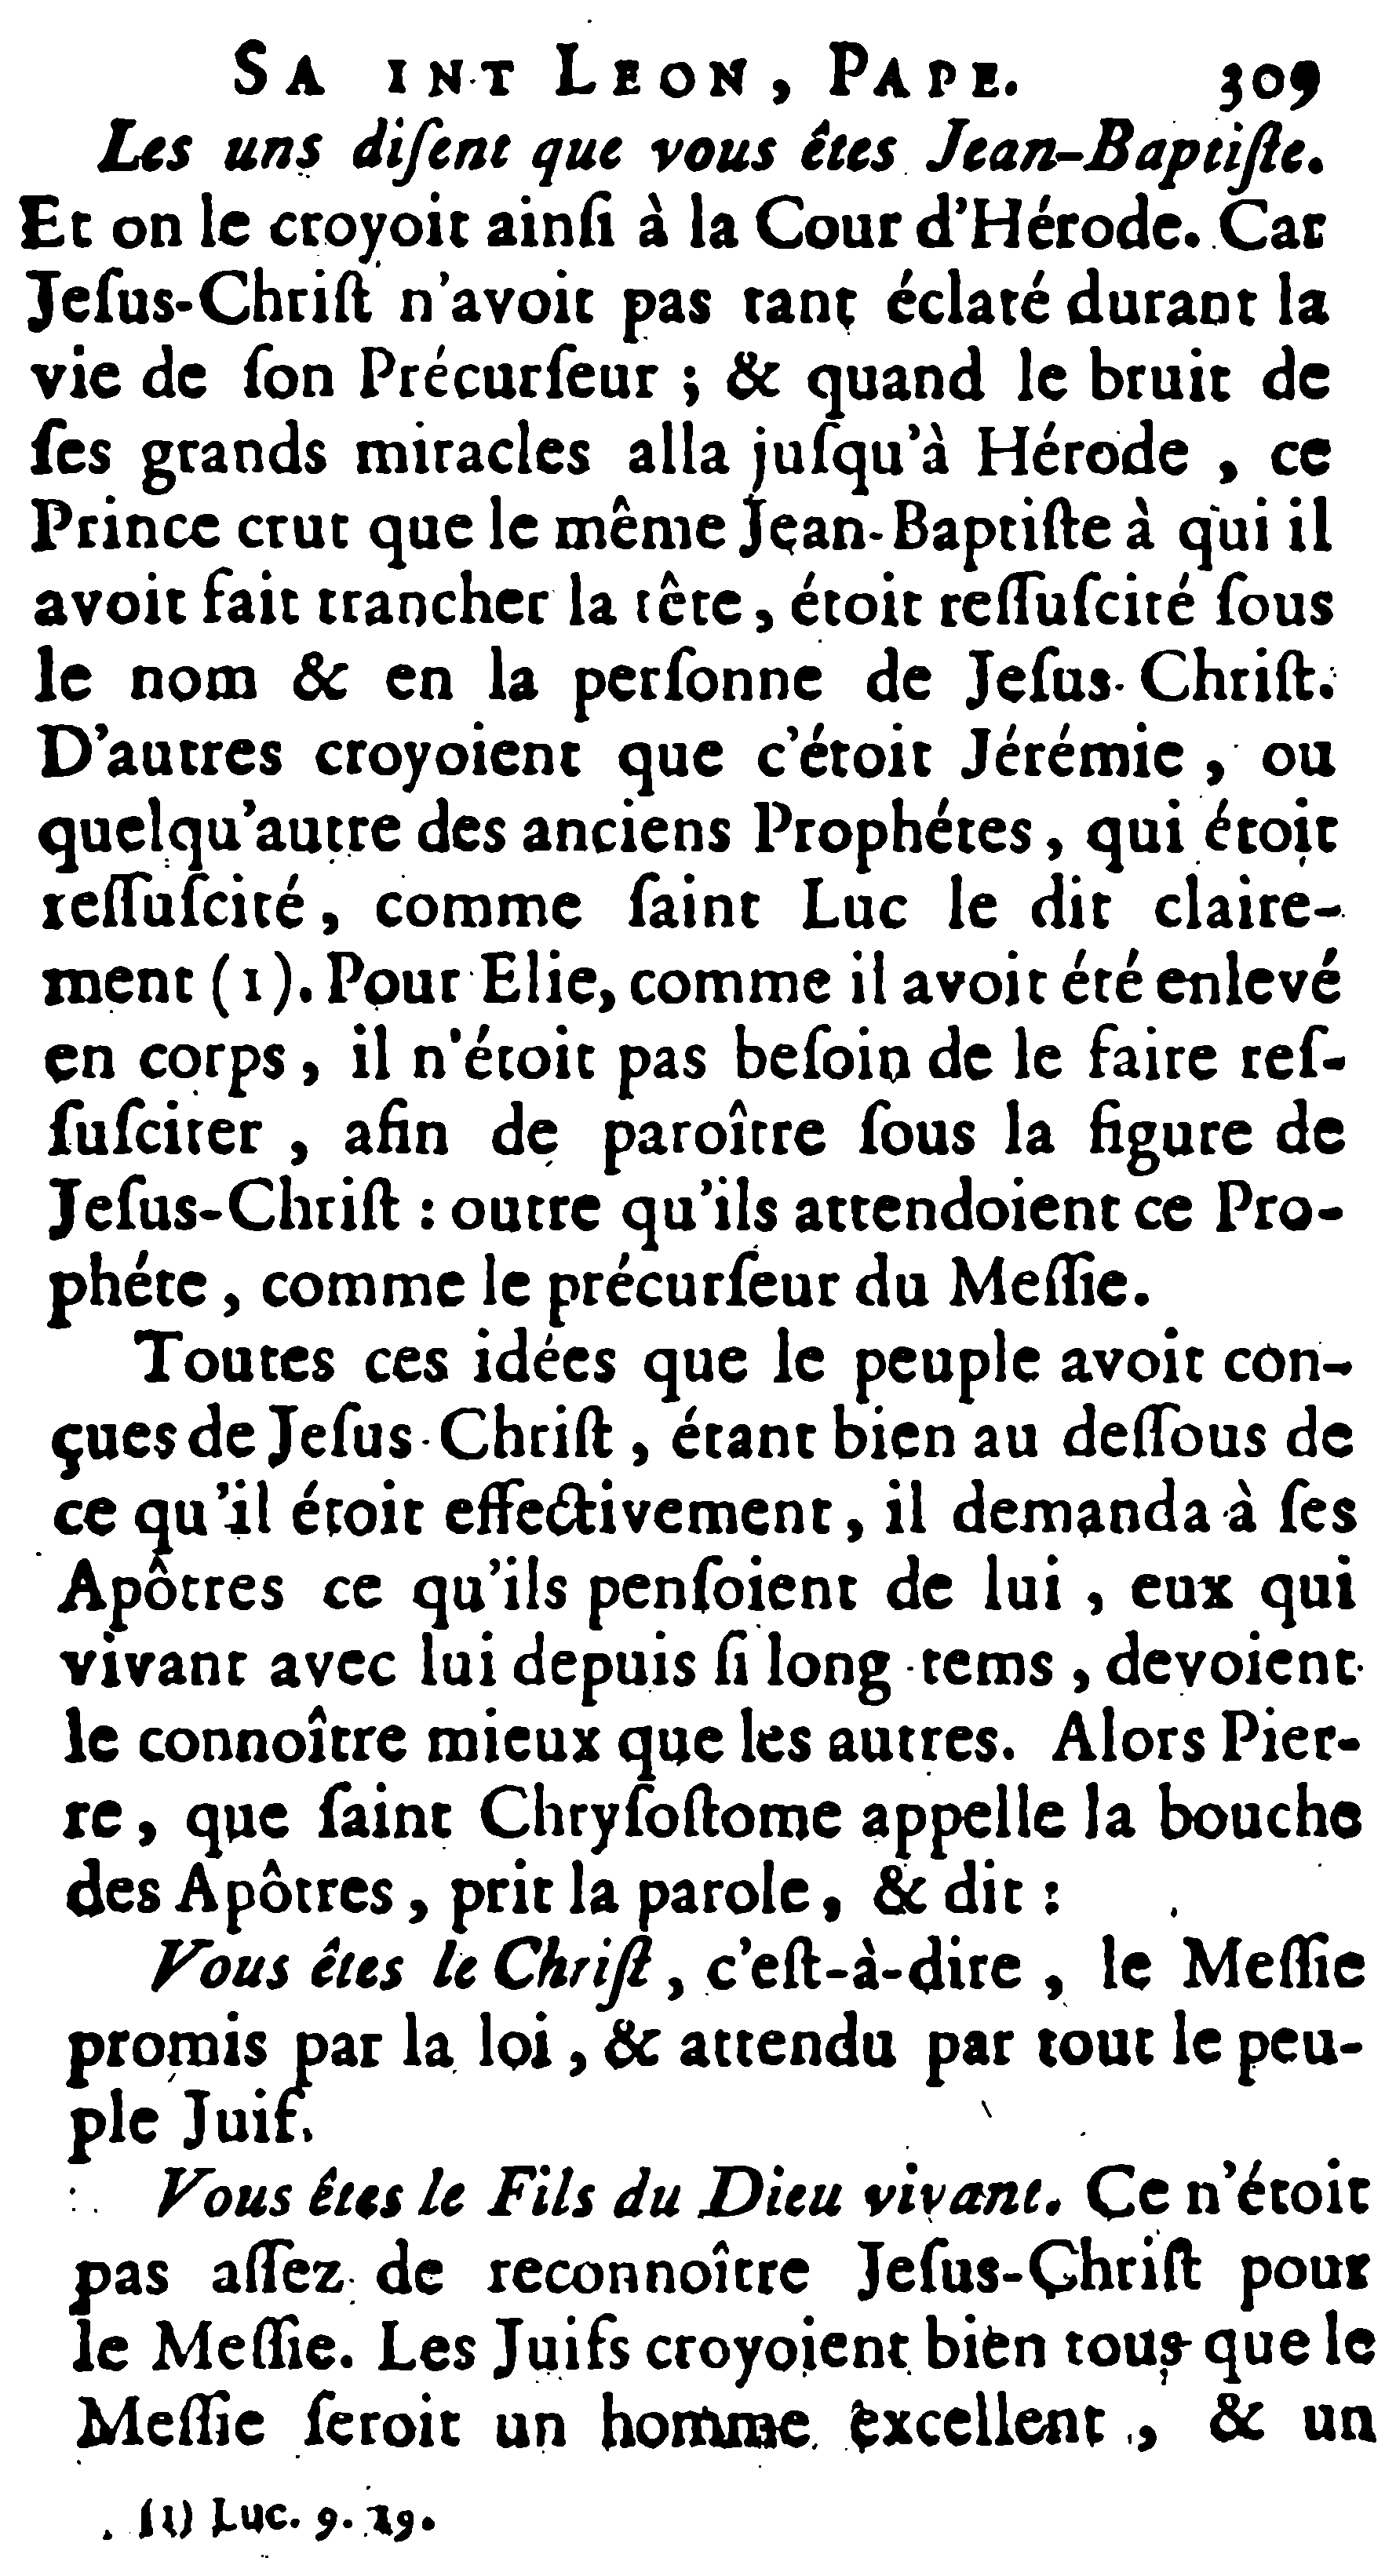 SAINT LEON, PAPE. 309
Les uns diſent que vous êtes Jean-Baptiſte.
Et on le croyoit ainſi à la Cour d'Hérode. Car
Jeſus-Chriſt n'avoit pas tant éclaté durant la
vie de ſon Précurſeur ; & quand le bruit de
ſes grands miracles alla juſqu'à Hérode , ce
Prince crut que le même Jean-Baptiſte à qui il
avoit fait trancher la tête, étoit reſſuſcité ſous
le nom & en la perſonne de Jeſus-Chriſt.
D'autres croyoient que c'étoit Jérémie , ou
quelqu'autre des anciens Prophétes, qui étoit
reſſuſcité, comme ſaint Luc le dit claire-
ment (1). Pour Elie, comme il avoit été enlevé
en corps, il n'étoit pas beſoin de le faire reſ-
ſuſciter , afin de paroître ſous la figure de
Jeſus-Chriſt : outre qu'ils attendoient ce Pro-
phéte, comme le précurſeur du Meſſie.
Toutes ces idées que le peuple avoit con-
çues de Jeſus-Chriſt , étant bien au deſſous de
ce qu'il étoit effectivement, il demanda à ſes
Apôtres ce qu'ils penſoient de lui , eux qui
vivant avec lui depuis ſi long-tems , devoient
le connoître mieux que les autres. Alors Pier-
re, que ſaint Chryſoſtome appelle la bouche
des Apôtres, prit la parole, & dit :
Vous êtes le Chriſt, c'eſt-à-dire , le Meſſie
promis par la loi, & attendu par tout le peu-
ple Juif.
Vous êtes le Fils du Dieu vivant. Ce n'étoit
pas aſſez de reconnoître Jeſus-Chriſt pour
le Meſſie. Les Juifs croyoient bien tous que le
Meſſie ſeroit un homme excellent , & un
(1) Luc. 9. 19.